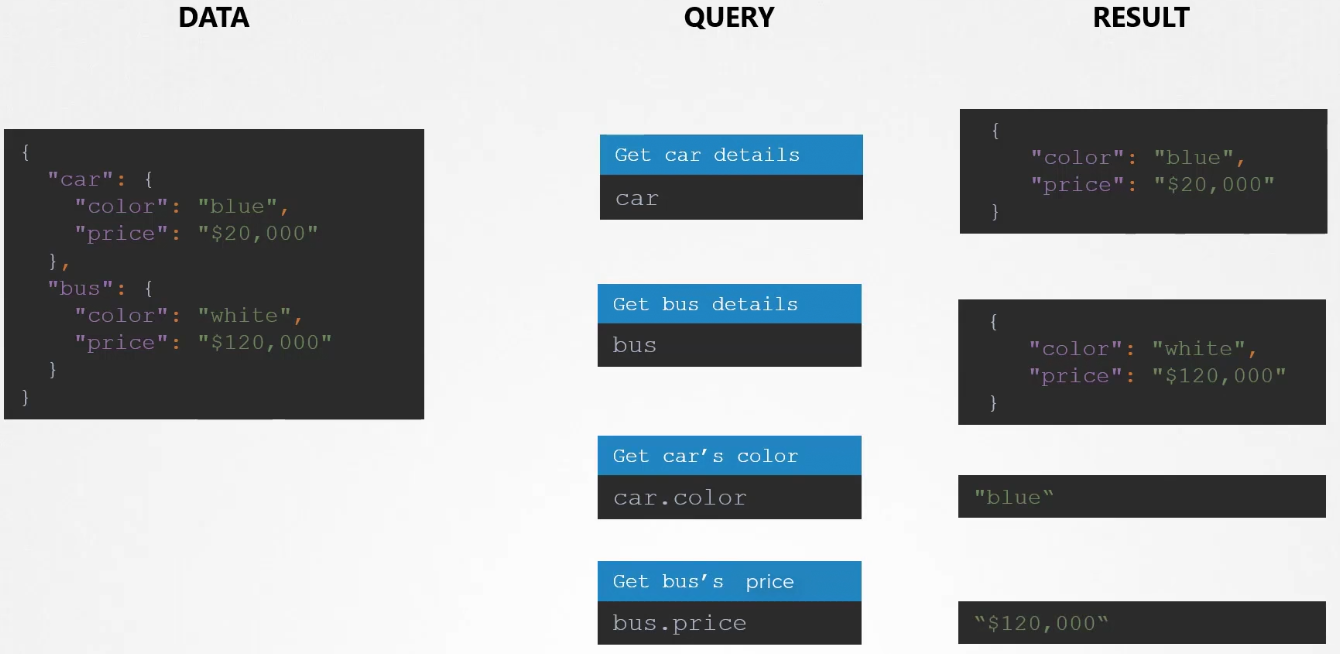 DATA
QUERY
RESULT
{
"car": {
"color": "blue",
"price": "$20,000"
},
"bus": {
"color": "white",
"price": "$120,000"
}
}
Get car details
car
Get bus details
bus
Get car’s color
car.color
Get bus’s price
bus.price
{
"color": "blue",
"price": "$20,000"
}
{
"color": "white",
"price": "$120,000"
}
"blue‟
‟$120,000‟